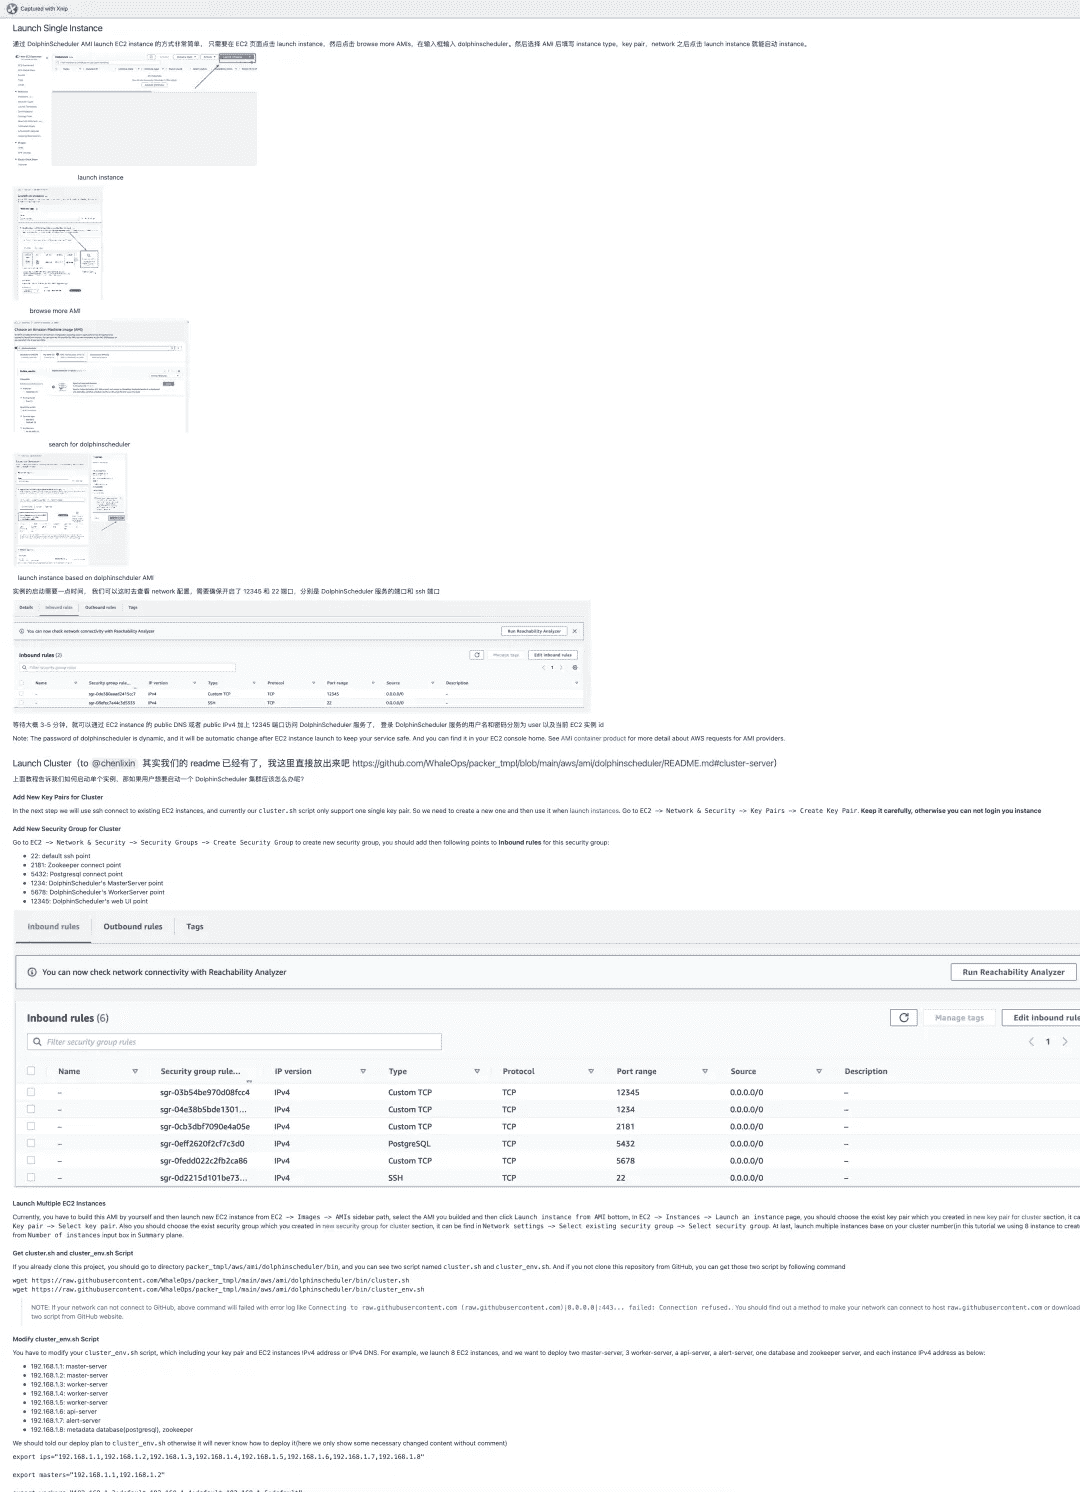 Captured with Xnip
Launch Single Instance
通过 DolphinScheduler AMI launch EC2 instance 的方式非常简单， 只需要在 EC2 页面点击 launch instance，然后点击 browse more AMIs，在输入框输入 dolphinscheduler。然后选择 AMI 后填写 instance type，key pair，network 之后点击 launch instance 就能启动 instance。
launch instance
browse more AMI
Choose an Amazon Machine Image (AMI)
search for dolphinscheduler
launch instance based on dolphinschduler AMI
实例的启动需要一点时间， 我们可以这时去查看 network 配置，需要确保开启了 12345 和 22 端口，分别是 DolphinScheduler 服务的端口和 ssh 端口
Details Inbound rules Outbound rules Tags
You can now check network connectivity with Reachability Analyzer Run Reachability Analyzer
Inbound rules (2) Manage tags Edit inbound rules
Filter security group rules 1
Name Security group rule... IP version Type Protocol Port range Source Description
– IPv4 Custom TCP TCP 12345 0.0.0.0/0 –
– IPv4 SSH TCP 22 0.0.0.0/0 –
等待大概 3-5 分钟，就可以通过 EC2 instance 的 public DNS 或者 public IPv4 加上 12345 端口访问 DolphinScheduler 服务了， 登录 DolphinScheduler 服务的用户名和密码分别为 user 以及当前 EC2 实例 id
Note: The password of dolphinscheduler is dynamic, and it will be automatic change after EC2 instance launch to keep your service safe. And you can find it in your EC2 console home. See AMI container product for more detail about AWS requests for AMI providers.
Launch Cluster（to @chenlixin 其实我们的 readme 已经有了，我这里直接放出来吧 https://github.com/WhaleOps/packer_tmpl/blob/main/aws/ami/dolphinscheduler/README.md#cluster-server）
上面教程告诉我们如何启动单个实例，那如果用户想要启动一个 DolphinScheduler 集群应该怎么办呢？
Add New Key Pairs for Cluster
In the next step we will use ssh connect to existing EC2 instances, and currently our cluster.sh script only support one single key pair. So we need to create a new one and then use it when launch instances. Go to EC2 -> Network & Security -> Key Pairs -> Create Key Pair. Keep it carefully, otherwise you can not login you instance
Add New Security Group for Cluster
Go to EC2 -> Network & Security -> Security Groups -> Create Security Group to create new security group, you should add then following points to Inbound rules for this security group:
22: default ssh point
2181: Zookeeper connect point
5432: Postgresql connect point
1234: DolphinScheduler's MasterServer point
5678: DolphinScheduler's WorkerServer point
12345: DolphinScheduler's web UI point
Inbound rules Outbound rules Tags
You can now check network connectivity with Reachability Analyzer Run Reachability Analyzer
Inbound rules (6) Manage tags Edit inbound rule
Filter security group rules 1
Name Security group rule... IP version Type Protocol Port range Source Description
– sgr-03b54be970d08fcc4 IPv4 Custom TCP TCP 12345 0.0.0.0/0 –
– sgr-04e38b5bde1301... IPv4 Custom TCP TCP 1234 0.0.0.0/0 –
– sgr-0cb3dbf7090e4a05e IPv4 Custom TCP TCP 2181 0.0.0.0/0 –
– sgr-0eff2620f2cf7c3d0 IPv4 PostgreSQL TCP 5432 0.0.0.0/0 –
– sgr-0fedd022c2fb2ca86 IPv4 Custom TCP TCP 5678 0.0.0.0/0 –
– sgr-0d2215d101be73... IPv4 SSH TCP 22 0.0.0.0/0 –
Launch Multiple EC2 Instances
Currently, you have to build this AMI by yourself and then launch new EC2 instance from EC2 -> Images -> AMIs sidebar path, select the AMI you builded and then click Launch instance from AMI bottom, in EC2 -> Instances -> Launch an instance page, you should choose the exist key pair which you created in new key pair for cluster section, it ca
Key pair -> Select key pair. Also you should choose the exist security group which you created in new security group for cluster section, it can be find in Network settings -> Select existing security group -> Select security group. At last, launch multiple instances base on your cluster number(in this tutorial we using 8 instance to create
from Number of instances input box in Summary plane.
Get cluster.sh and cluster_env.sh Script
If you already clone this project, you should go to directory packer_tmpl/aws/ami/dolphinscheduler/bin, and you can see two script named cluster.sh and cluster_env.sh. And if you not clone this repository from GitHub, you can get those two script by following command
wget https://raw.githubusercontent.com/WhaleOps/packer_tmpl/main/aws/ami/dolphinscheduler/bin/cluster.sh
wget https://raw.githubusercontent.com/WhaleOps/packer_tmpl/main/aws/ami/dolphinscheduler/bin/cluster_env.sh
NOTE: If your network can not connect to GitHub, above command will failed with error log like Connecting to raw.githubusercontent.com (raw.githubusercontent.com)|0.0.0.0|:443... failed: Connection refused.. You should find out a method to make your network can connect to host raw.githubusercontent.com or download
two script from GitHub website.
Modify cluster_env.sh Script
You have to modify your cluster_env.sh script, which including your key pair and EC2 instances IPv4 address or IPv4 DNS. For example, we launch 8 EC2 instances, and we want to deploy two master-server, 3 worker-server, a api-server, a alert-server, one database and zookeeper server, and each instance IPv4 address as below:
192.168.1.1: master-server
192.168.1.2: master-server
192.168.1.3: worker-server
192.168.1.4: worker-server
192.168.1.5: worker-server
192.168.1.6: api-server
192.168.1.7: alert-server
192.168.1.8: metadata database(postgresql), zookeeper
We should told our deploy plan to cluster_env.sh otherwise it will never know how to deploy it(here we only show some necessary changed content without comment)
export ips="192.168.1.1,192.168.1.2,192.168.1.3,192.168.1.4,192.168.1.5,192.168.1.6,192.168.1.7,192.168.1.8"
export masters="192.168.1.1,192.168.1.2"